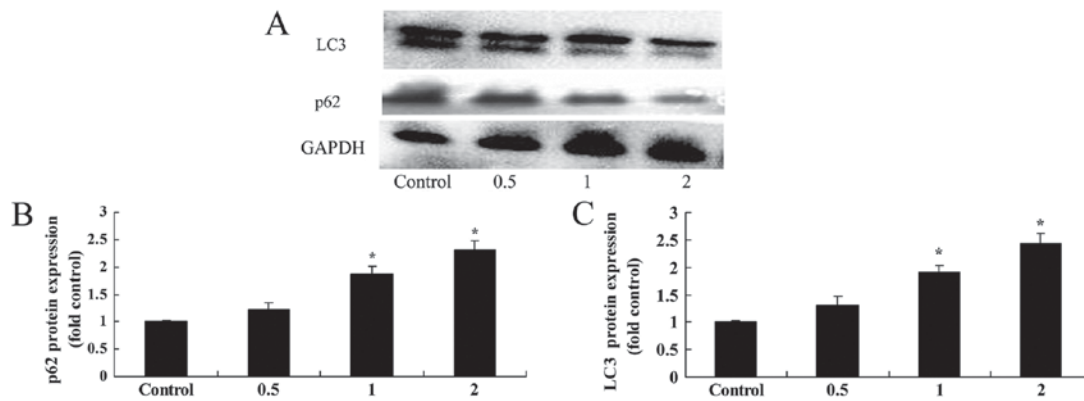 A
LC3
p62
GAPDH
Control 0.5 1 2
B
p62 protein expression
(fold control)
3
2.5
2
1.5
1
0.5
0
*
*
Control 0.5 1 2
C
LC3 protein expression
(fold control)
3
2.5
2
1.5
1
0.5
0
*
*
Control 0.5 1 2